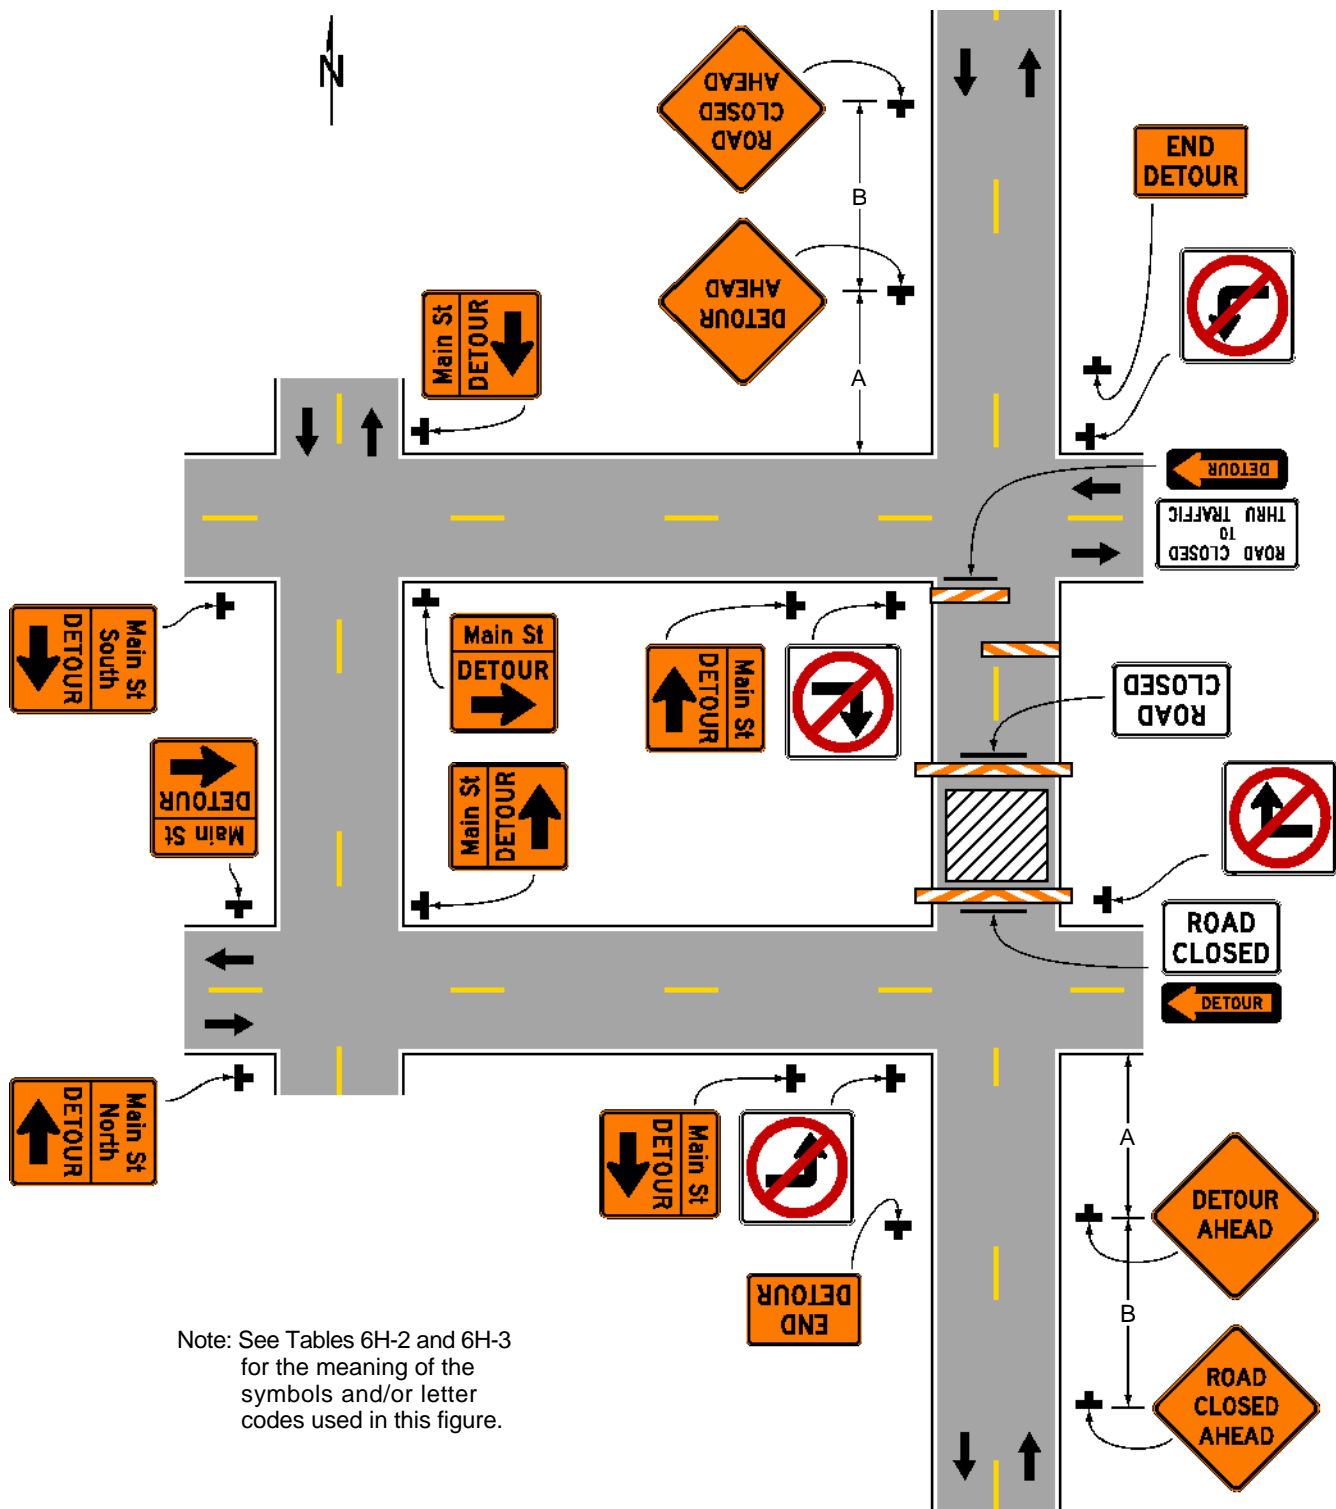 N
ROAD
CLOSED
AHEAD
B
DETOUR
AHEAD
A
END
DETOUR
Main St
DETOUR
DETOUR
ROAD CLOSED
TO
THRU TRAFFIC
Main St
South
DETOUR
Main St
DETOUR
Main St
DETOUR
ROAD
CLOSED
Main St
DETOUR
Main St
DETOUR
ROAD
CLOSED
DETOUR
Main St
North
DETOUR
Main St
DETOUR
A
DETOUR
AHEAD
END
DETOUR
B
ROAD
CLOSED
AHEAD
Note: See Tables 6H-2 and 6H-3
for the meaning of the
symbols and/or letter
codes used in this figure.